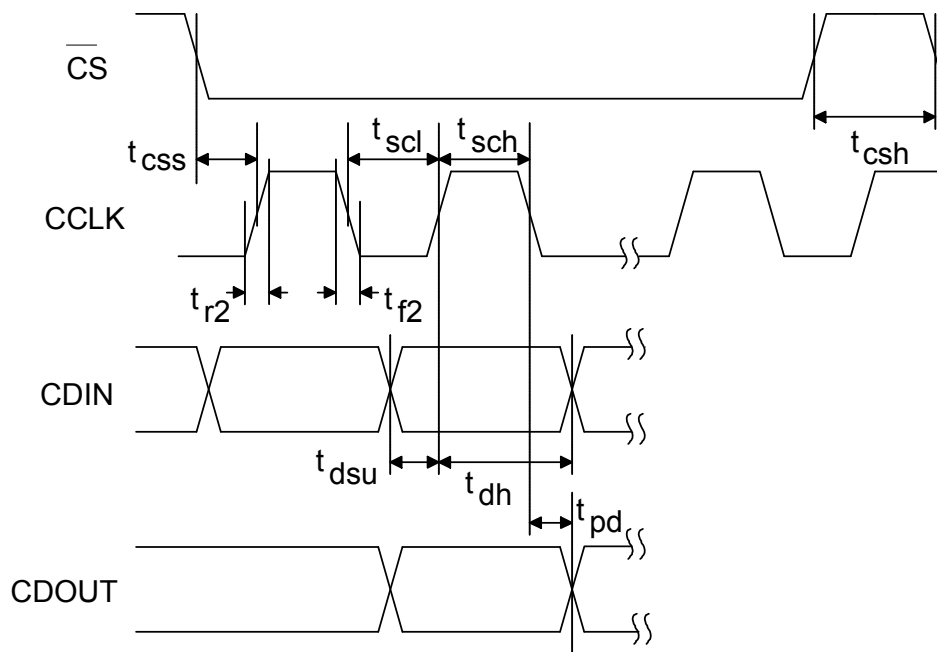 CS
t scl
t sch
t css
t csh
CCLK
t r2
t f2
CDIN
t dsu
t dh
t pd
CDOUT